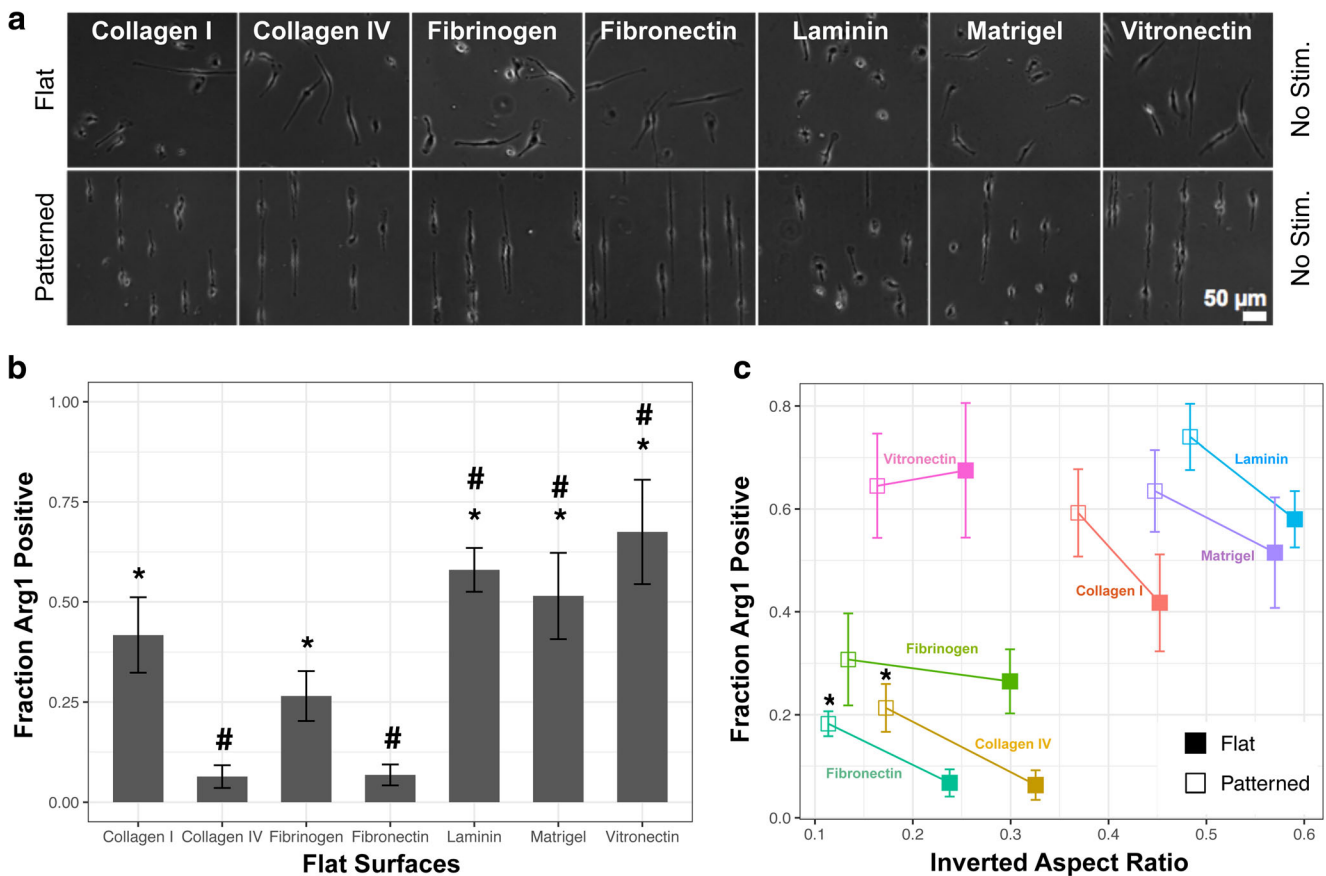 a
Collagen I Collagen IV Fibrinogen Fibronectin Laminin Matrigel Vitronectin
Flat
No Stim.
Patterned
No Stim.
50 µm
b
Fraction Arg1 Positive
1.00
0.75
0.50
0.25
0.00
*
#
*
#
#
*
#
*
#
*
Collagen I Collagen IV Fibrinogen Fibronectin Laminin Matrigel Vitronectin
Flat Surfaces
c
Fraction Arg1 Positive
0.8
0.6
0.4
0.2
0.0
Vitronectin
Laminin
Matrigel
Collagen I
Fibrinogen
*
*
Collagen IV
Fibronectin
Flat
Patterned
0.1 0.2 0.3 0.4 0.5 0.6
Inverted Aspect Ratio